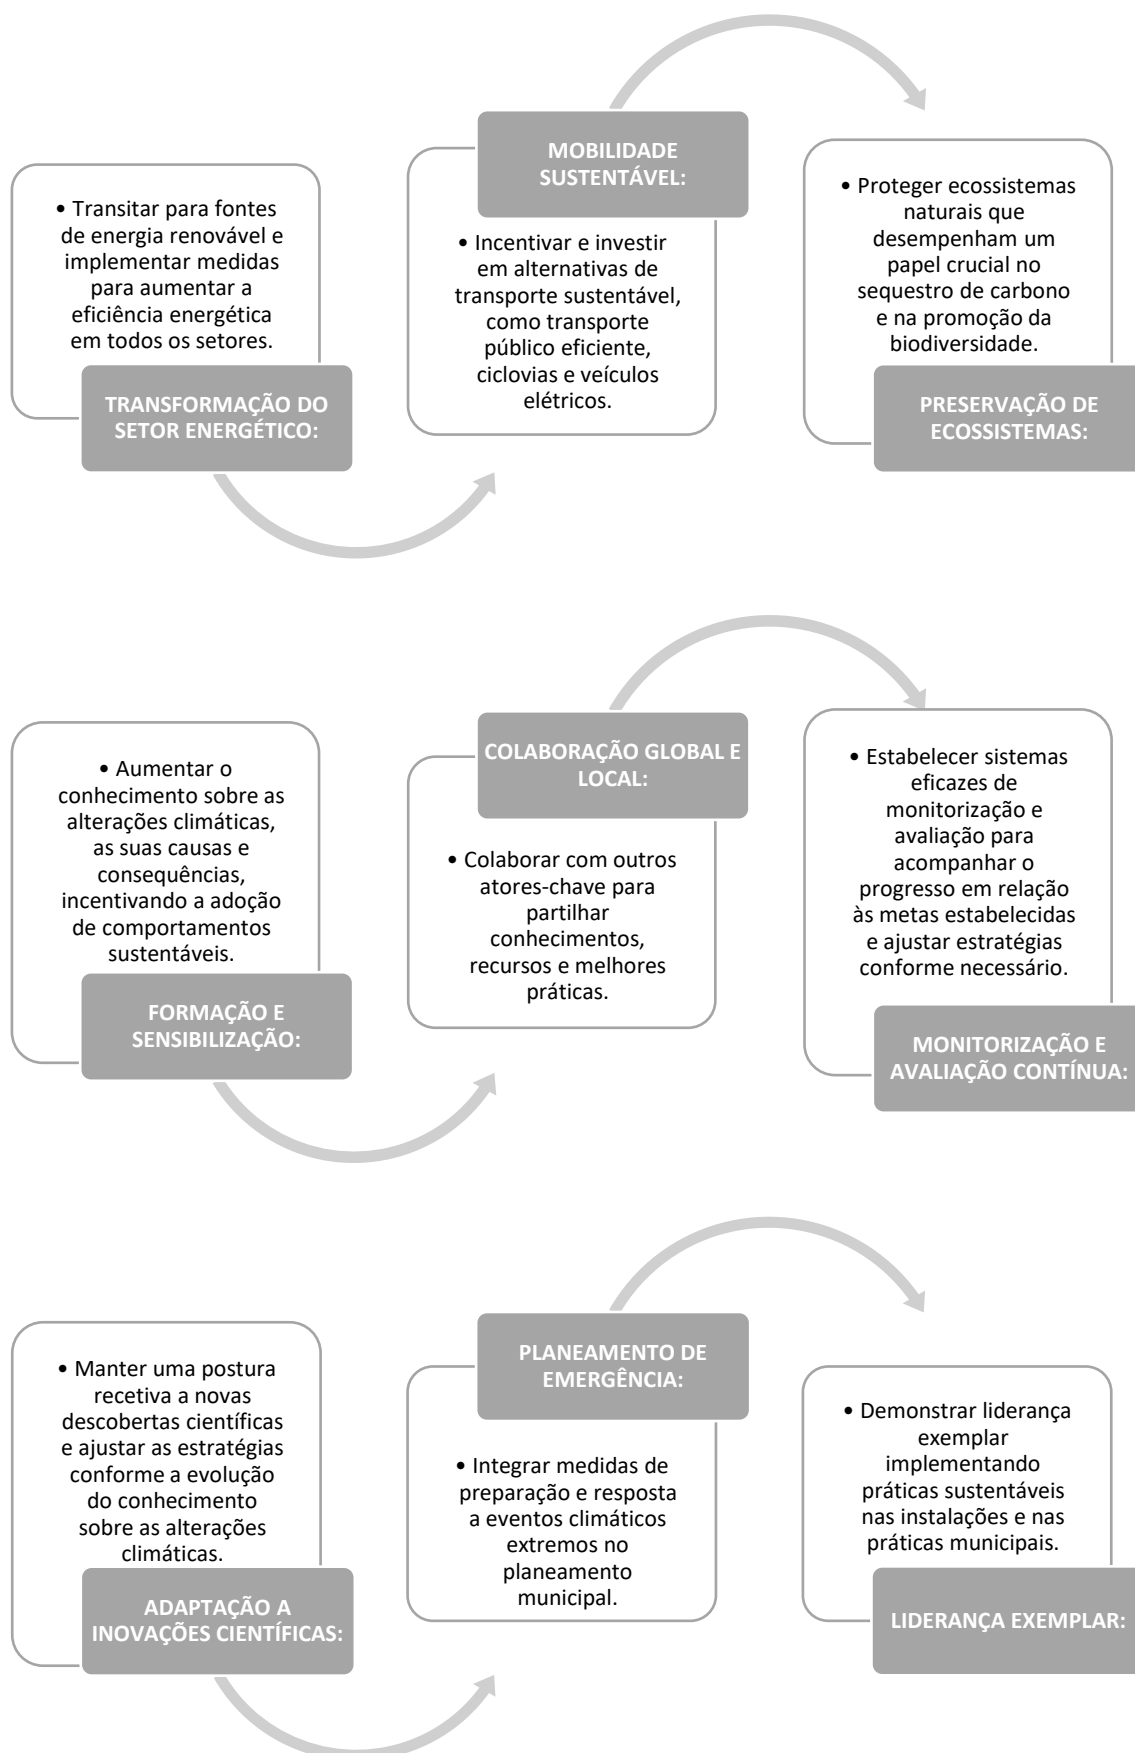 • Transitar para fontes
de energia renovável e
implementar medidas
para aumentar a
eficiência energética
em todos os setores.
TRANSFORMAÇÃO DO
SETOR ENERGÉTICO:
MOBILIDADE
SUSTENTÁVEL:
• Incentivar e investir
em alternativas de
transporte sustentável,
como transporte
público eficiente,
ciclovias e veículos
elétricos.
• Proteger ecossistemas
naturais que
desempenham um
papel crucial no
sequestro de carbono
e na promoção da
biodiversidade.
PRESERVAÇÃO DE
ECOSSISTEMAS:
• Aumentar o
conhecimento sobre as
alterações climáticas,
as suas causas e
consequências,
incentivando a adoção
de comportamentos
sustentáveis.
FORMAÇÃO E
SENSIBILIZAÇÃO:
COLABORAÇÃO GLOBAL E
LOCAL:
• Colaborar com outros
atores-chave para
partilhar
conhecimentos,
recursos e melhores
práticas.
• Estabelecer sistemas
eficazes de
monitorização e
avaliação para
acompanhar o
progresso em relação
às metas estabelecidas
e ajustar estratégias
conforme necessário.
MONITORIZAÇÃO E
AVALIAÇÃO CONTÍNUA:
• Manter uma postura
recetiva a novas
descobertas científicas
e ajustar as estratégias
conforme a evolução
do conhecimento
sobre as alterações
climáticas.
ADAPTAÇÃO A
INOVAÇÕES CIENTÍFICAS:
PLANEAMENTO DE
EMERGÊNCIA:
• Integrar medidas de
preparação e resposta
a eventos climáticos
extremos no
planeamento
municipal.
• Demonstrar liderança
exemplar
implementando
práticas sustentáveis
nas instalações e nas
práticas municipais.
LIDERANÇA EXEMPLAR: